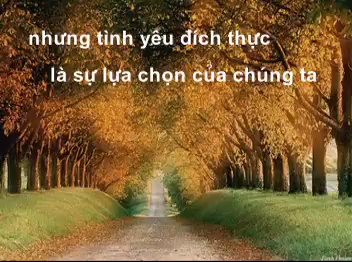 nhưng tình yêu đích thực
là sự lựa chọn của chúng ta